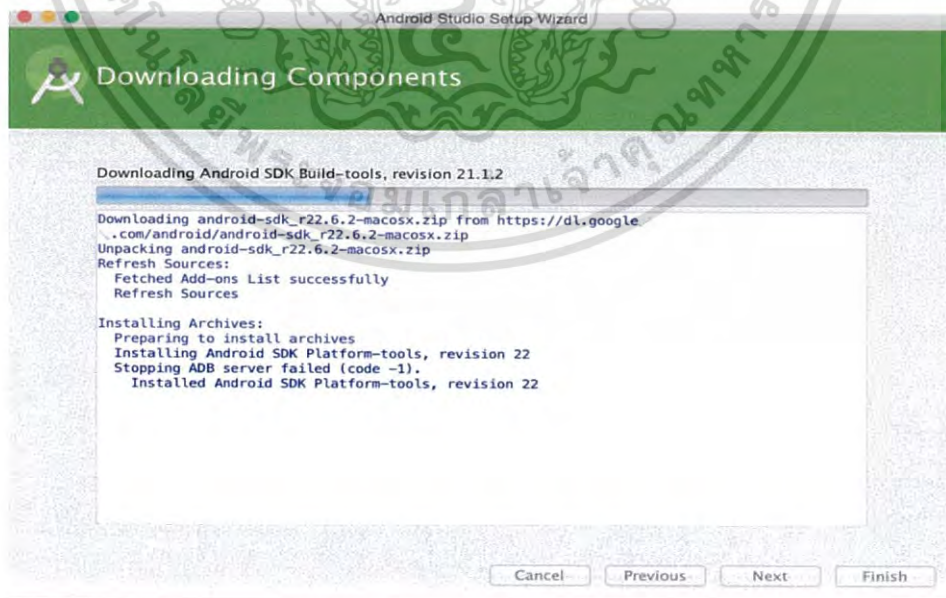 Android Studio Setup Wizard
Downloading Components
Downloading Android SDK Build-tools, revision 21.1.2
Downloading android-sdk_r22.6.2-macosx.zip from https://dl.google
.com/android/android-sdk_r22.6.2-macosx.zip
Unpacking android-sdk_r22.6.2-macosx.zip
Refresh Sources:
Fetched Add-ons List successfully
Refresh Sources
Installing Archives:
Preparing to install archives
Installing Android SDK Platform-tools, revision 22
Stopping ADB server failed (code -1).
Installed Android SDK Platform-tools, revision 22
Cancel
Previous
Next
Finish